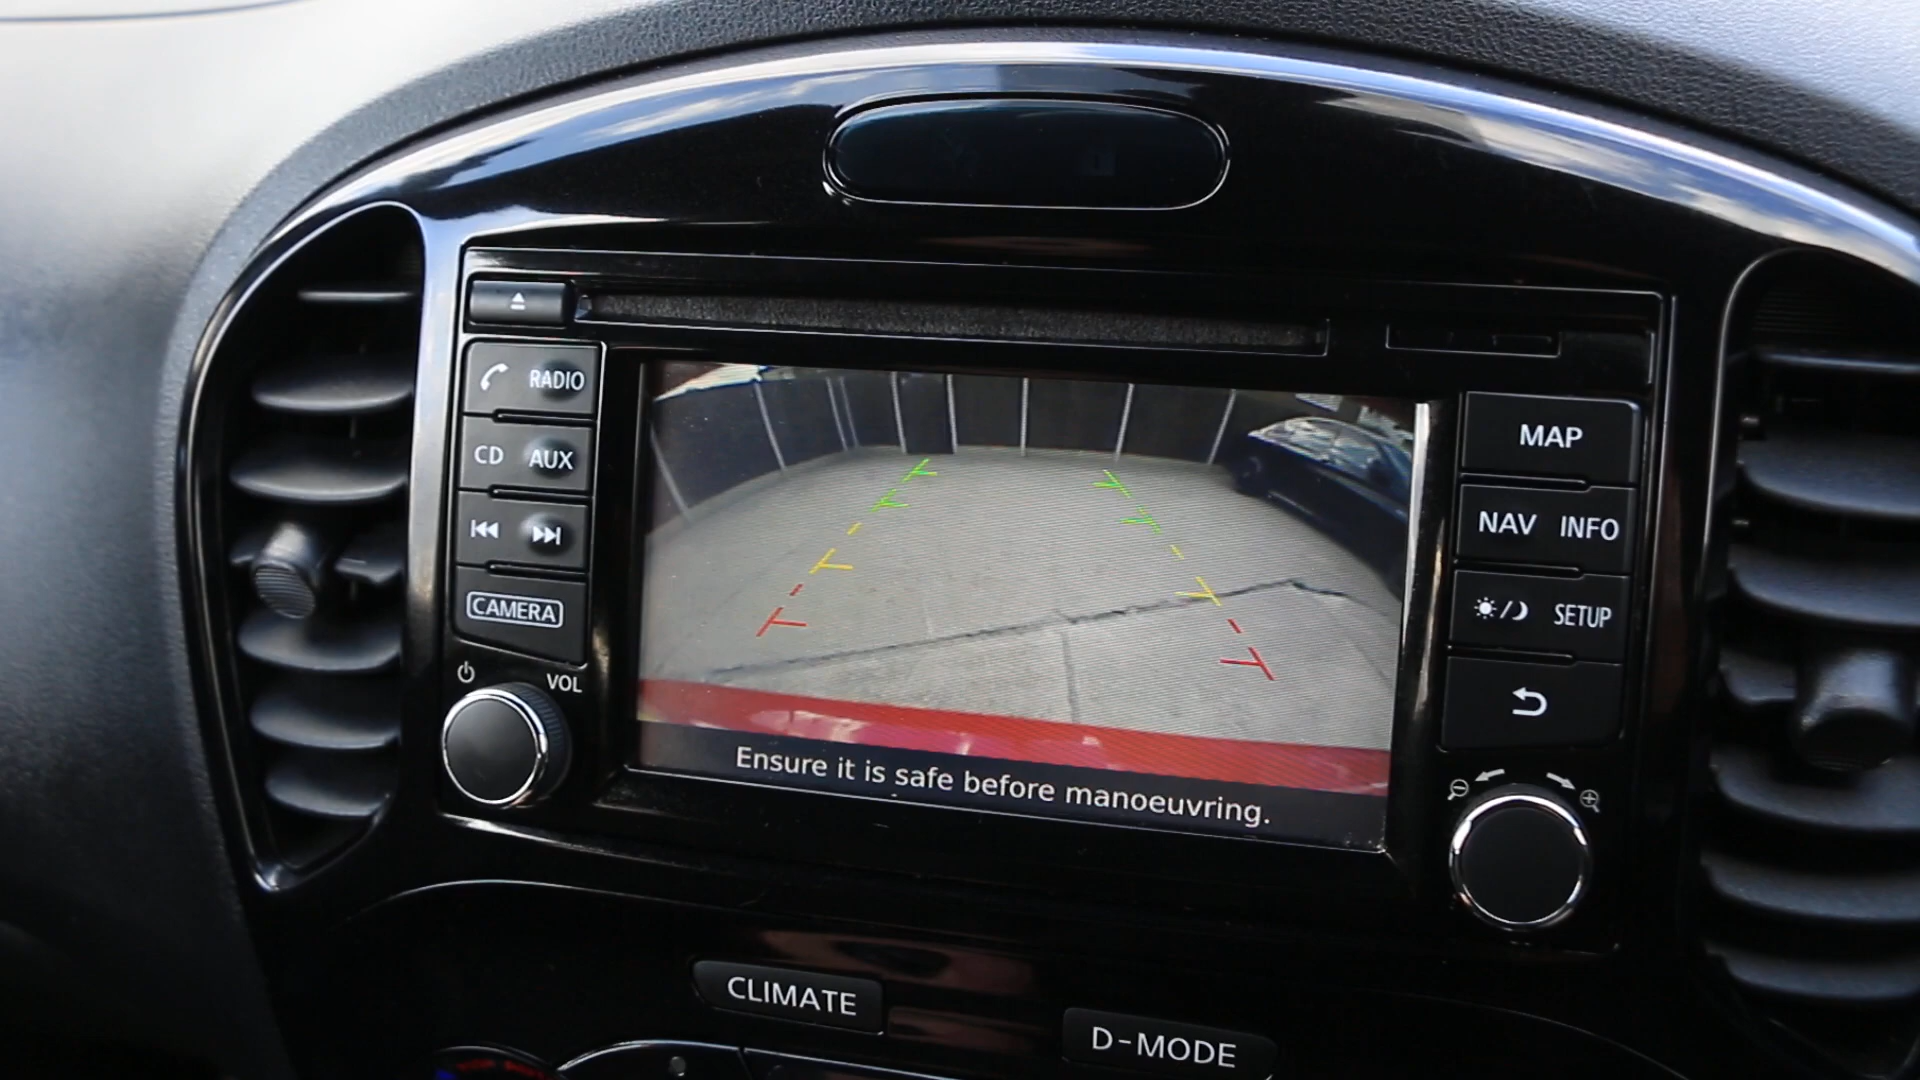 RADIO
CD AUX
CAMERA
VOL
MAP
NAV INFO
SETUP
Ensure it is safe before manoeuvring.
CLIMATE
D-MODE